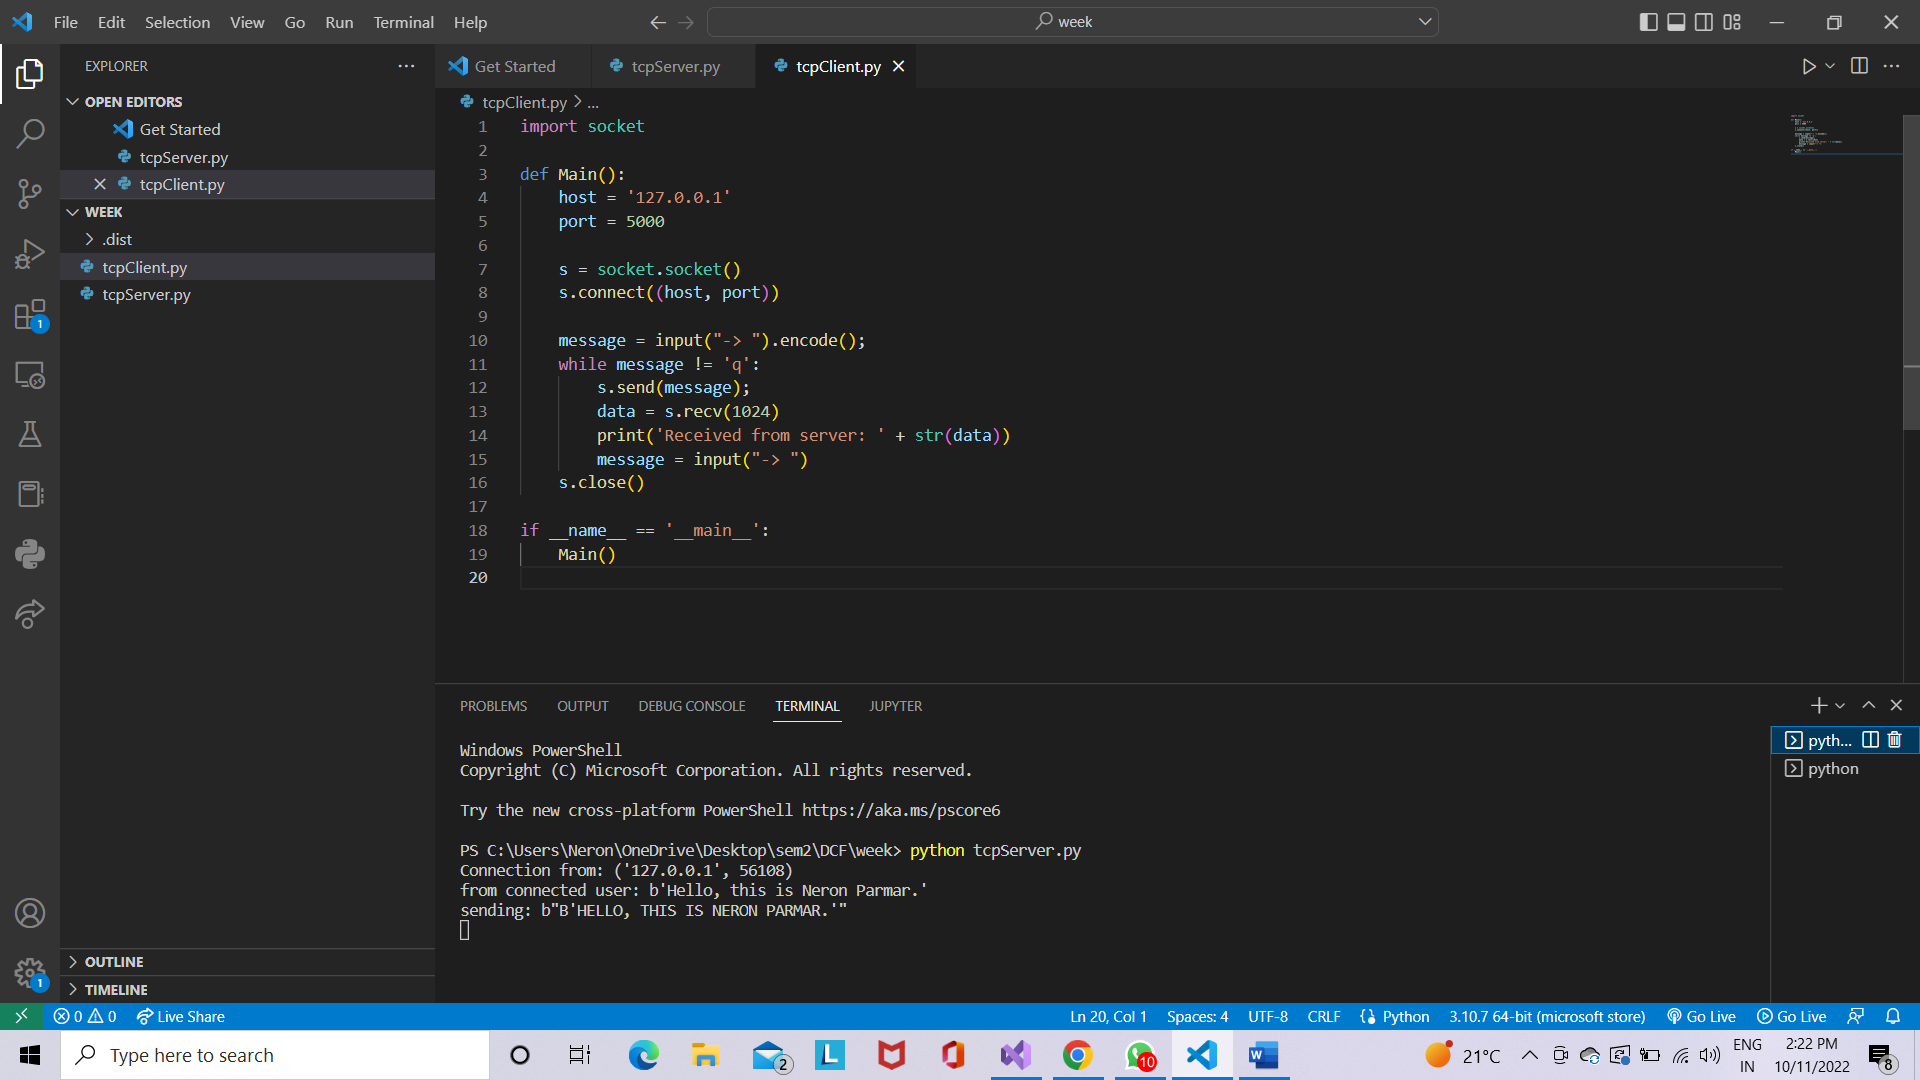 File Edit Selection View Go Run Terminal Help
week
EXPLORER
OPEN EDITORS
Get Started
tcpServer.py
tcpClient.py
WEEK
.dist
tcpClient.py
tcpServer.py
OUTLINE
TIMELINE
1
1
Get Started tcpServer.py tcpClient.py
tcpClient.py > ...
1 import socket
2
3 def Main():
4 host = '127.0.0.1'
5 port = 5000
6
7 s = socket.socket()
8 s.connect((host, port))
9
10 message = input("-> ").encode();
11 while message != 'q':
12 s.send(message);
13 data = s.recv(1024)
14 print('Received from server: ' + str(data))
15 message = input("-> ")
16 s.close()
17
18 if __name__ == '__main__':
19 Main()
20
PROBLEMS OUTPUT DEBUG CONSOLE TERMINAL JUPYTER
Windows PowerShell
Copyright (C) Microsoft Corporation. All rights reserved.
Try the new cross-platform PowerShell https://aka.ms/pscore6
PS C:\Users\Neron\OneDrive\Desktop\sem2\DCF\week> python tcpServer.py
Connection from: ('127.0.0.1', 56108)
from connected user: b'Hello, this is Neron Parmar.'
sending: b"B'HELLO, THIS IS NERON PARMAR.'"
pyth...
python
0 0 Live Share Ln 20, Col 1 Spaces: 4 UTF-8 CRLF Python 3.10.7 64-bit (microsoft store) Go Live Go Live
Type here to search
2
L
10
W
21°C
ENG
IN
2:22 PM
10/11/2022
8